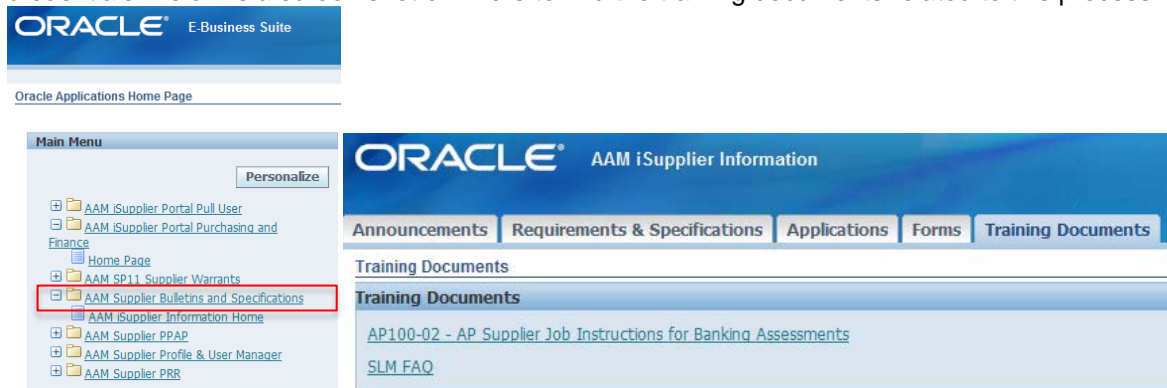 ORACLE® E-Business Suite
Oracle Applications Home Page
Main Menu
Personalize
AAM iSupplier Portal Pull User
AAM iSupplier Portal Purchasing and
Finance
Home Page
AAM SP11 Supplier Warrants
AAM Supplier Bulletins and Specifications
AAM iSupplier Information Home
AAM Supplier PPAP
AAM Supplier Profile & User Manager
AAM Supplier PRR
ORACLE® AAM iSupplier Information
Announcements Requirements & Specifications Applications Forms Training Documents
Training Documents
Training Documents
AP100-02 - AP Supplier Job Instructions for Banking Assessments
SLM FAQ